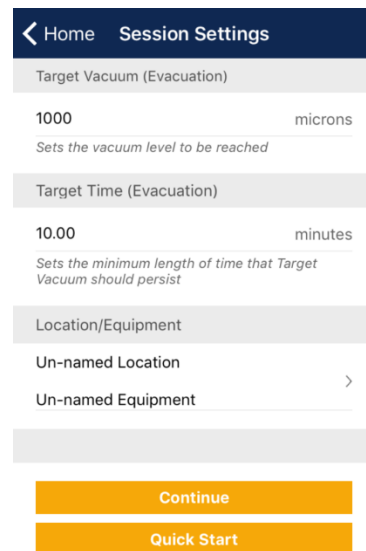 Home Session Settings
Target Vacuum (Evacuation)
1000 microns
Sets the vacuum level to be reached
Target Time (Evacuation)
10.00 minutes
Sets the minimum length of time that Target
Vacuum should persist
Location/Equipment
Un-named Location
Un-named Equipment
Continue
Quick Start